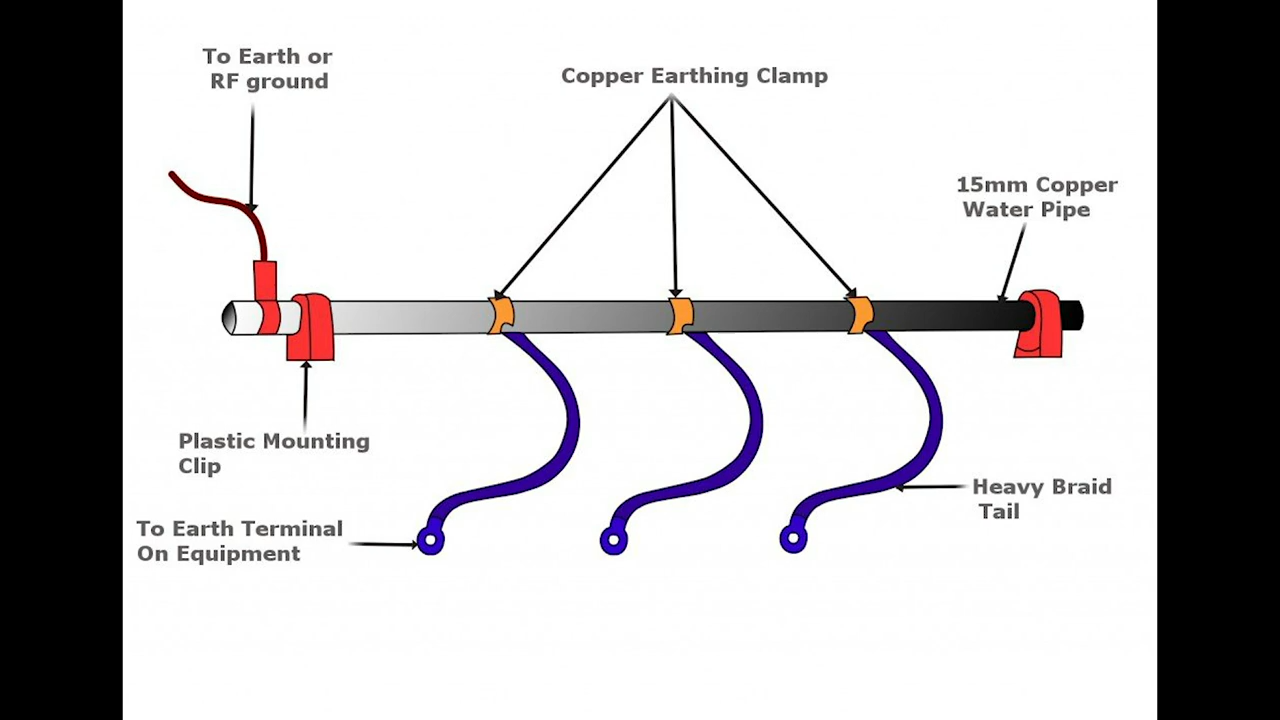 To Earth or
RF ground
Copper Earthing Clamp
15mm Copper
Water Pipe
Plastic Mounting
Clip
Heavy Braid
Tail
To Earth Terminal
On Equipment